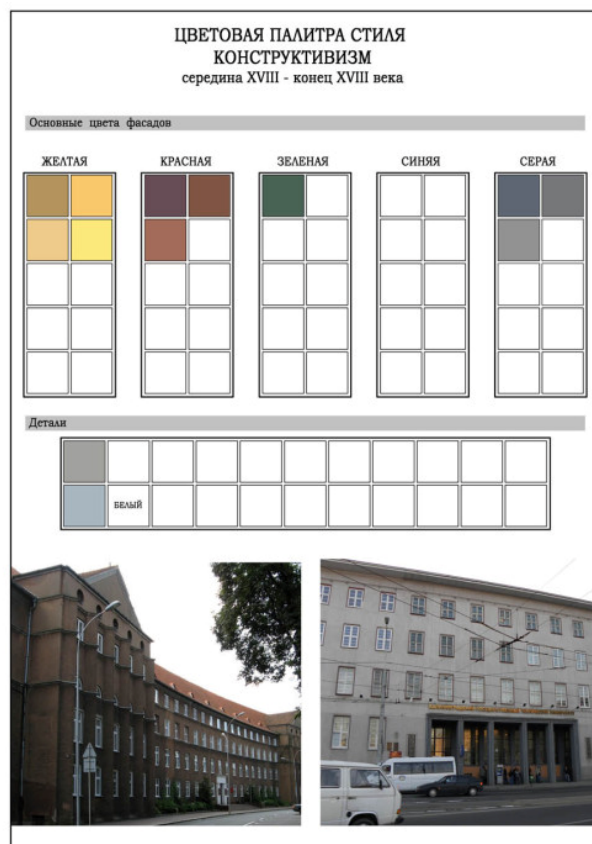 ЦВЕТОВАЯ ПАЛИТРА СТИЛЯ
КОНСТРУКТИВИЗМ
середина XVIII - конец XVIII века
Основные цвета фасадов
ЖЕЛТАЯ КРАСНАЯ ЗЕЛЕНАЯ СИНЯЯ СЕРАЯ
Детали
БЕЛЫЙ